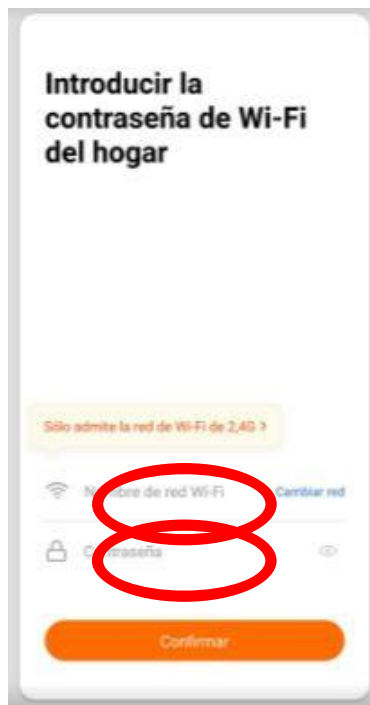 Introducir la
contraseña de Wi-Fi
del hogar
Sólo admite la red de Wi-Fi de 2,4G >
Nombre de red Wi-Fi Cambiar red
Contraseña
Confirmar